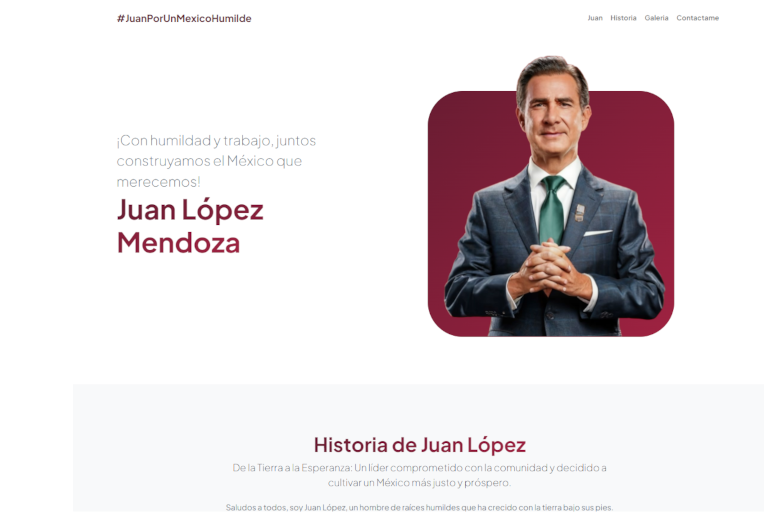 #JuanPorUnMexicoHumilde
Juan Historia Galeria Contactame
¡Con humildad y trabajo, juntos
construyamos el México que
merecemos!
Juan López
Mendoza
Historia de Juan López
De la Tierra a la Esperanza: Un líder comprometido con la comunidad y decidido a
cultivar un México más justo y próspero.
Saludos a todos, soy Juan López, un hombre de raíces humildes que ha crecido con la tierra bajo sus pies.